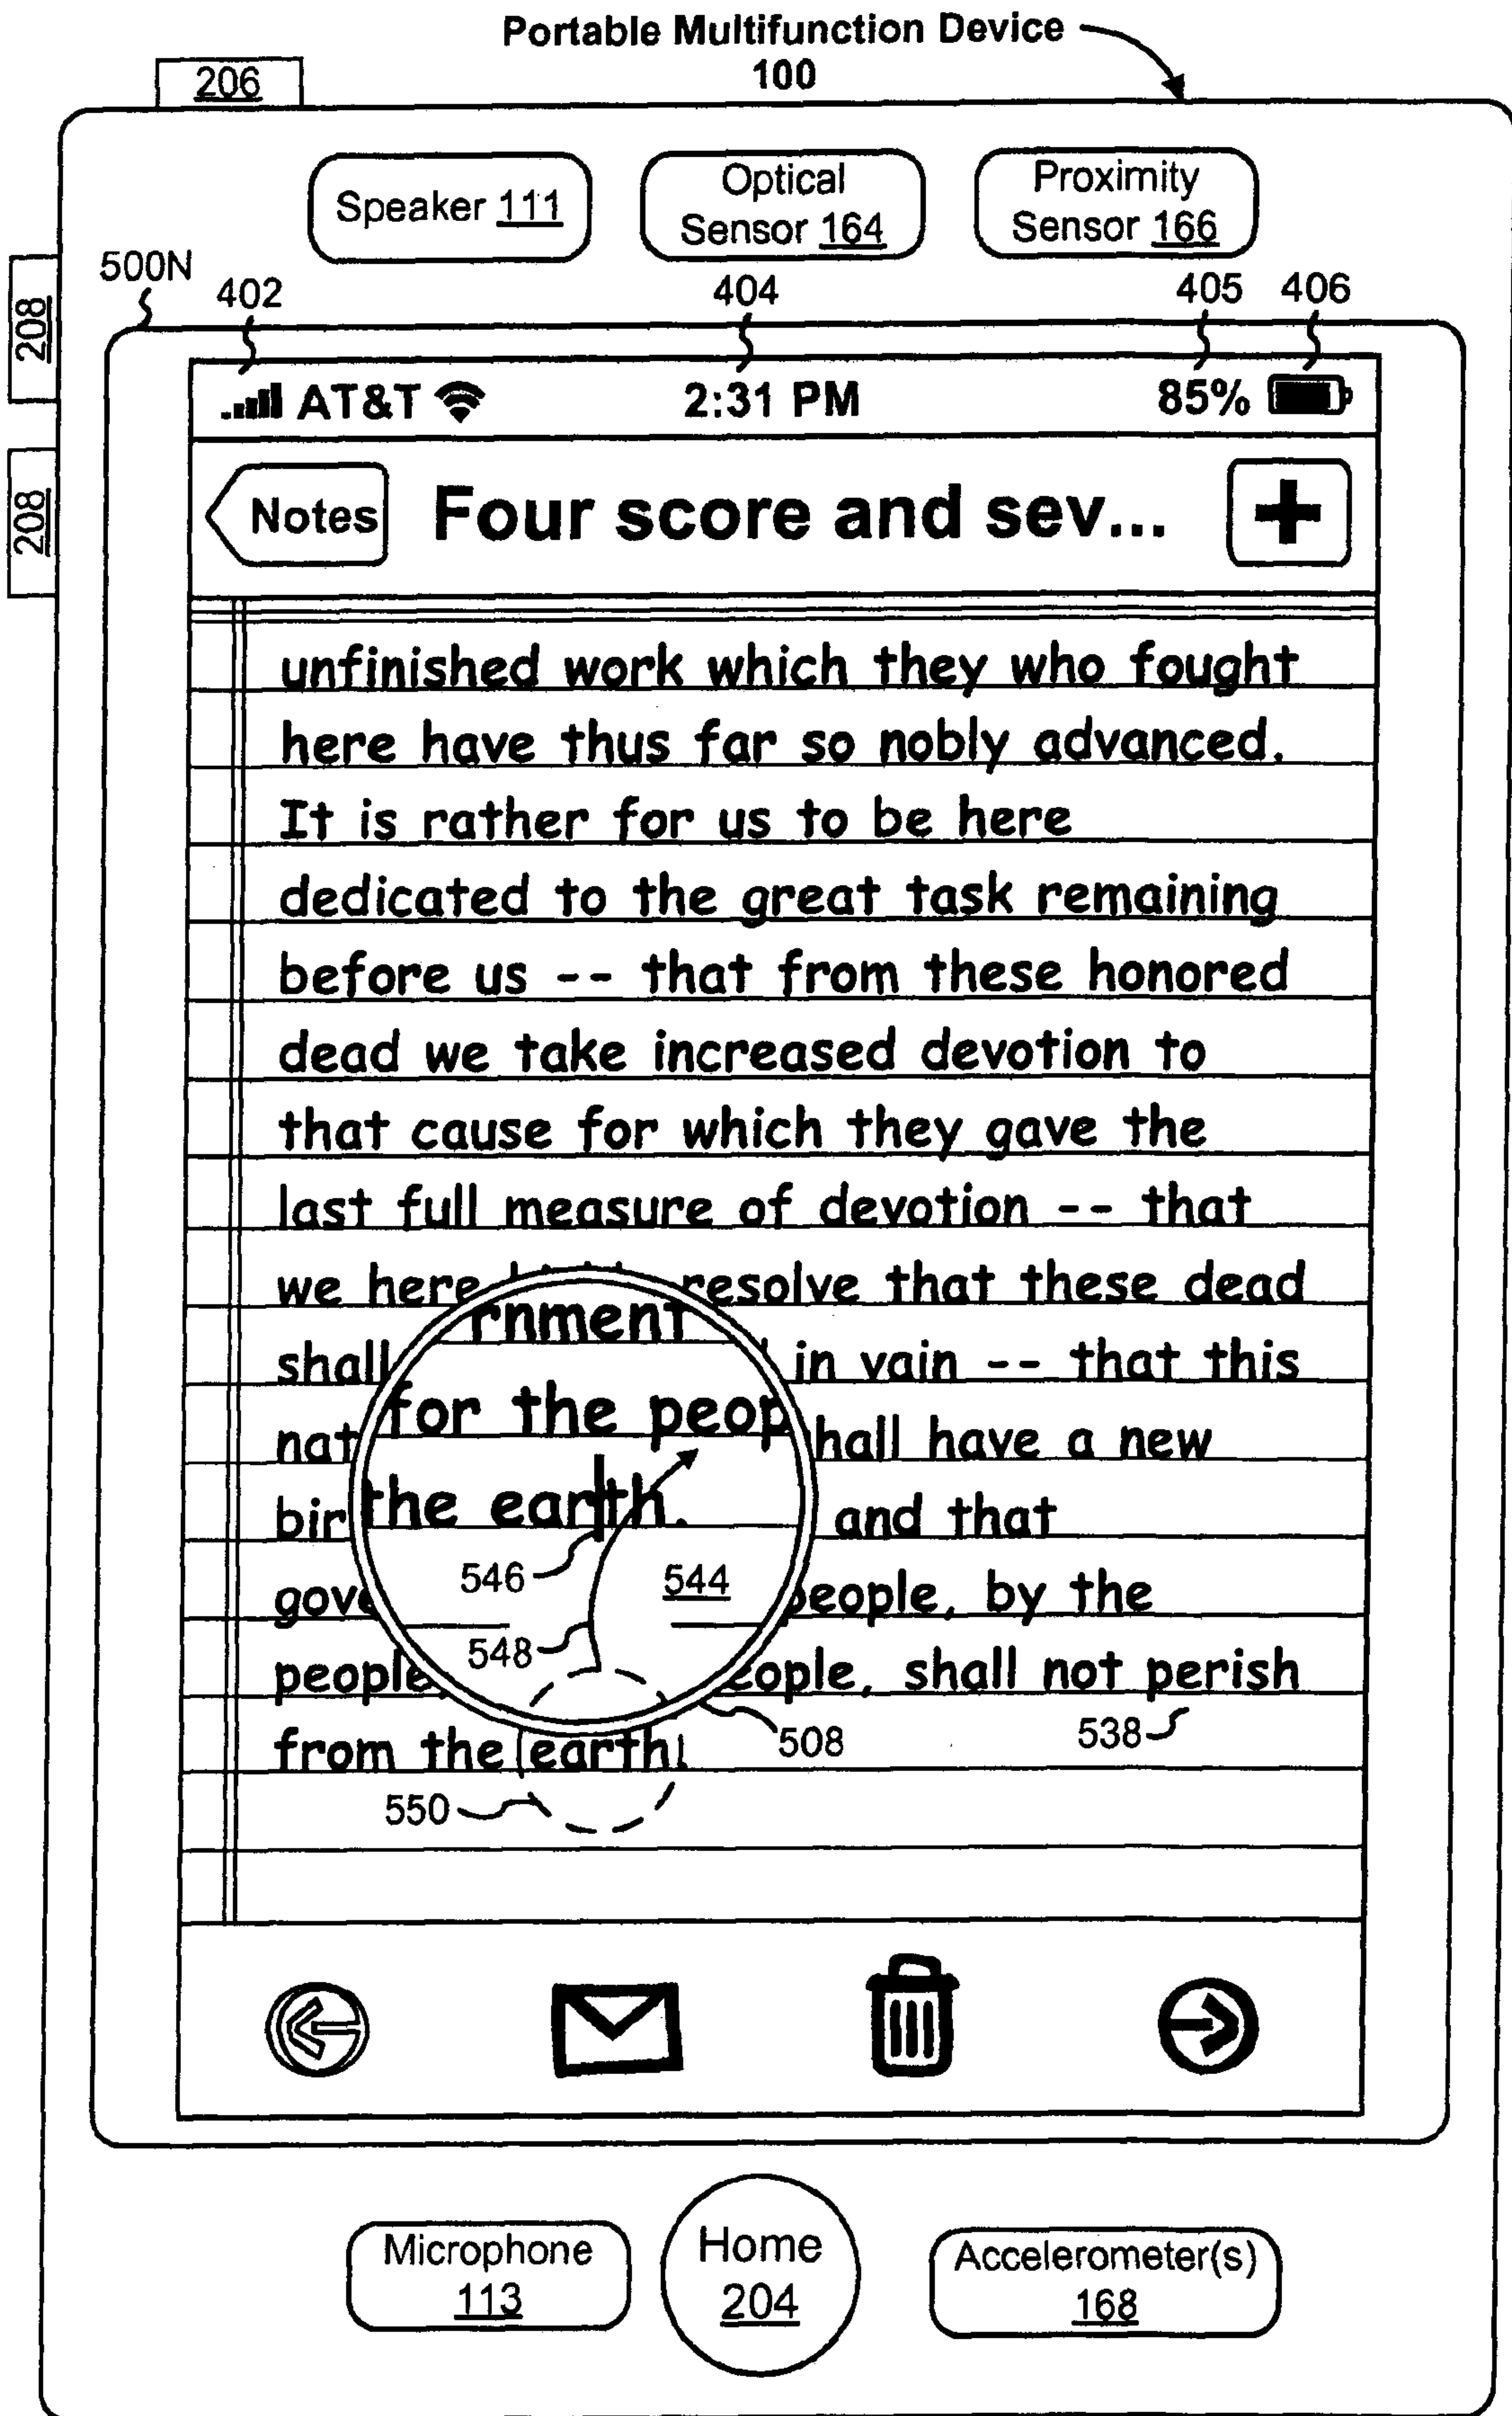 Portable Multifunction Device
100
206
Speaker 111
Optical
Sensor 164
Proximity
Sensor 166
208
208
500N
402
404
405 406
AT&T 2:31 PM 85%
Notes Four score and sev... +
unfinished work which they who fought
here have thus far so nobly advanced.
It is rather for us to be here
dedicated to the great task remaining
before us -- that from these honored
dead we take increased devotion to
that cause for which they gave the
last full measure of devotion -- that
we here resolve that these dead
rnment
shall in vain -- that this
for the peop
nat hall have a new
the earth.
bir and that
546
544
gove people, by the
548
people eople, shall not perish
508
538
from the earth.
550
Microphone
113
Home
204
Accelerometer(s)
168